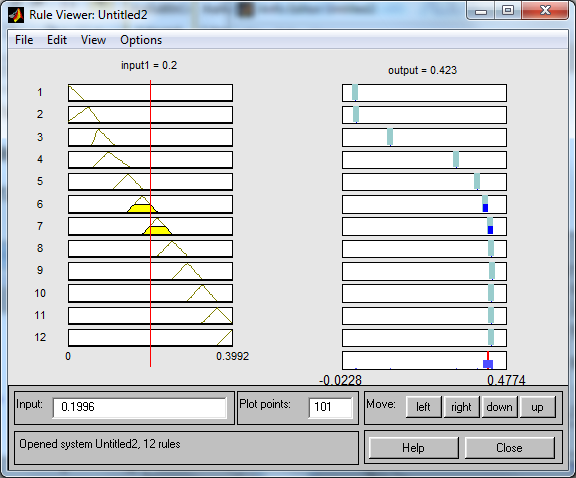 Rule Viewer: Untitled2
File Edit View Options
input1 = 0.2
output = 0.423
1
2
3
4
5
6
7
8
9
10
11
12
0 0.3992
-0.0228 0.4774
Input: 0.1996
Plot points: 101
Move: left right down up
Opened system Untitled2, 12 rules
Help Close